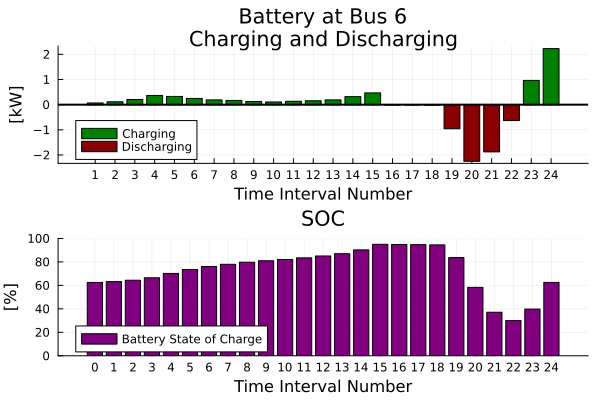 Battery at Bus 6
Charging and Discharging
[kW]
2
1
0
−1
−2
Charging
Discharging
1 2 3 4 5 6 7 8 9 10 11 12 13 14 15 16 17 18 19 20 21 22 23 24
Time Interval Number
SOC
[%]
100
80
60
40
20
0
Battery State of Charge
0 1 2 3 4 5 6 7 8 9 10 11 12 13 14 15 16 17 18 19 20 21 22 23 24
Time Interval Number